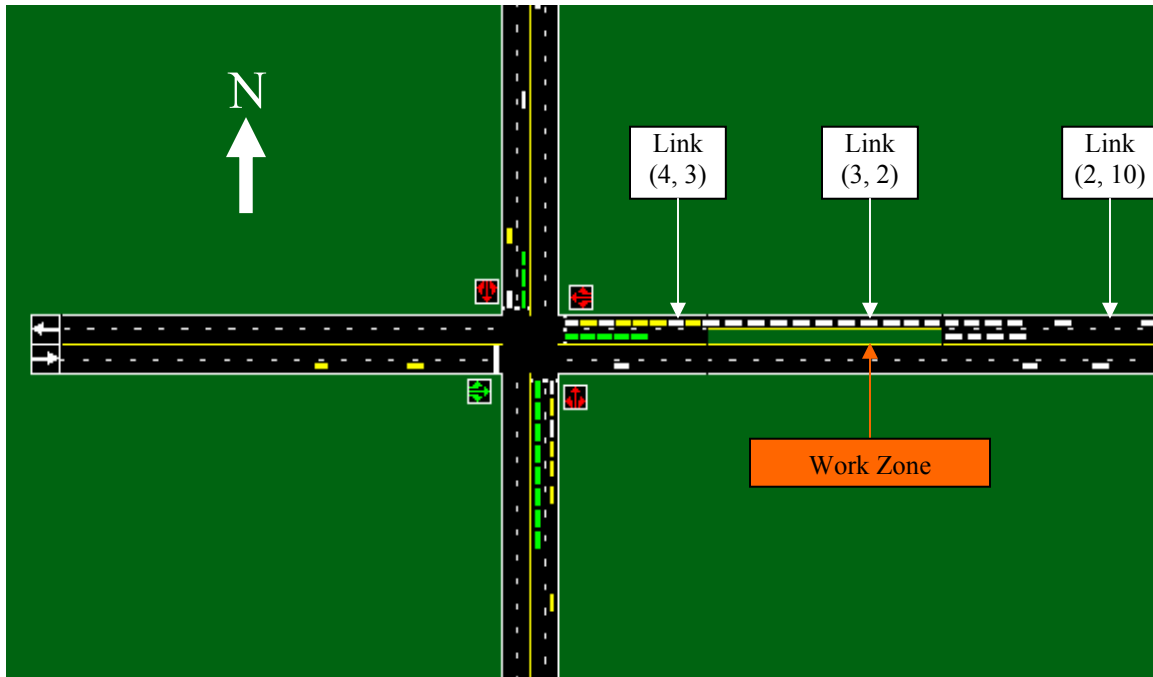 N
Link
(4, 3)
Link
(3, 2)
Link
(2, 10)
Work Zone